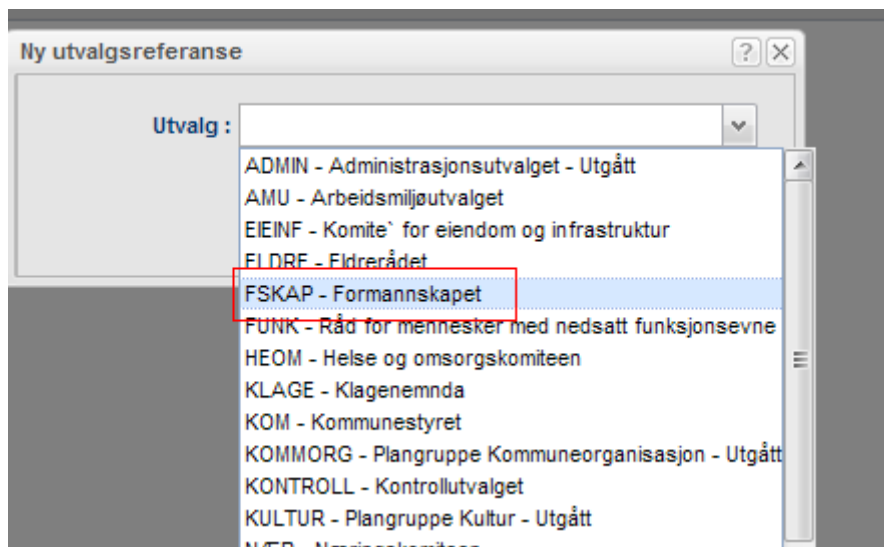 Ny utvalgsreferanse
Utvalg :
ADMIN - Administrasjonsutvalget - Utgått
AMU - Arbeidsmiljøutvalget
EIEINF - Komite` for eiendom og infrastruktur
ELDRE - Eldrerådet
FSKAP - Formannskapet
FUNK - Råd for mennesker med nedsatt funksjonsevne
HEOM - Helse og omsorgskomiteen
KLAGE - Klagenemnda
KOM - Kommunestyret
KOMMORG - Plangruppe Kommuneorganisasjon - Utgått
KONTROLL - Kontrollutvalget
KULTUR - Plangruppe Kultur - Utgått
NÆR - Næringskomiteen